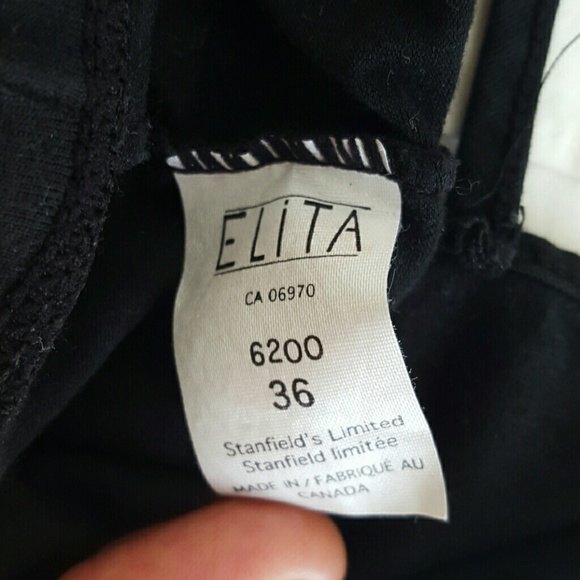 ELiTA
CA 06970
6200
36
Stanfield's Limited
Stanfield limitée
MADE IN / FABRIQUÉ AU
CANADA